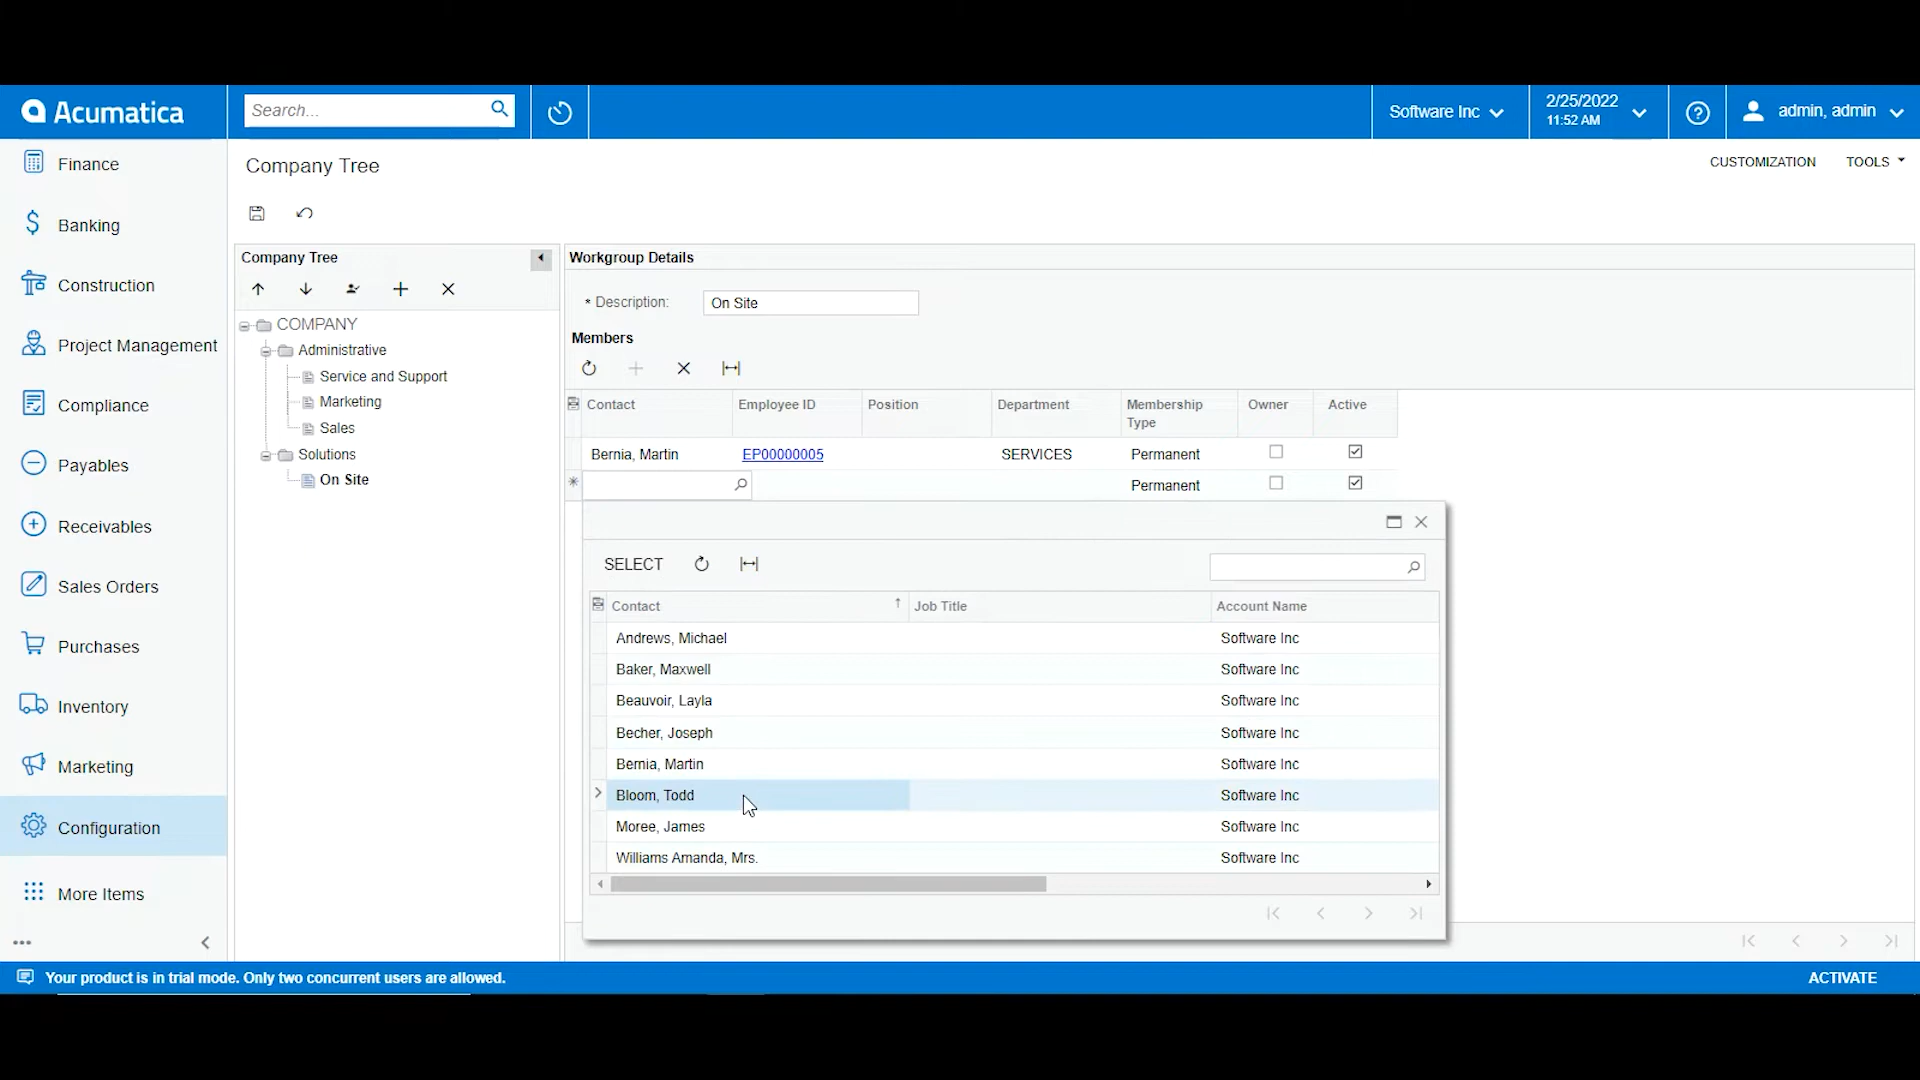 Acumatica
Search...
Software Inc
2/25/2022
11:52 AM
admin, admin
Finance
Banking
Construction
Project Management
Compliance
Payables
Receivables
Sales Orders
Purchases
Inventory
Marketing
Configuration
More Items
Company Tree
CUSTOMIZATION
TOOLS
Company Tree
COMPANY
Administrative
Service and Support
Marketing
Sales
Solutions
On Site
Workgroup Details
* Description: On Site
Members
Contact Employee ID Position Department Membership Type Owner Active
Bernia, Martin EP00000005 SERVICES Permanent
Permanent
SELECT
Contact Job Title Account Name
Andrews, Michael Software Inc
Baker, Maxwell Software Inc
Beauvoir, Layla Software Inc
Becher, Joseph Software Inc
Bernia, Martin Software Inc
Bloom, Todd Software Inc
Moree, James Software Inc
Williams Amanda, Mrs. Software Inc
Your product is in trial mode. Only two concurrent users are allowed.
ACTIVATE